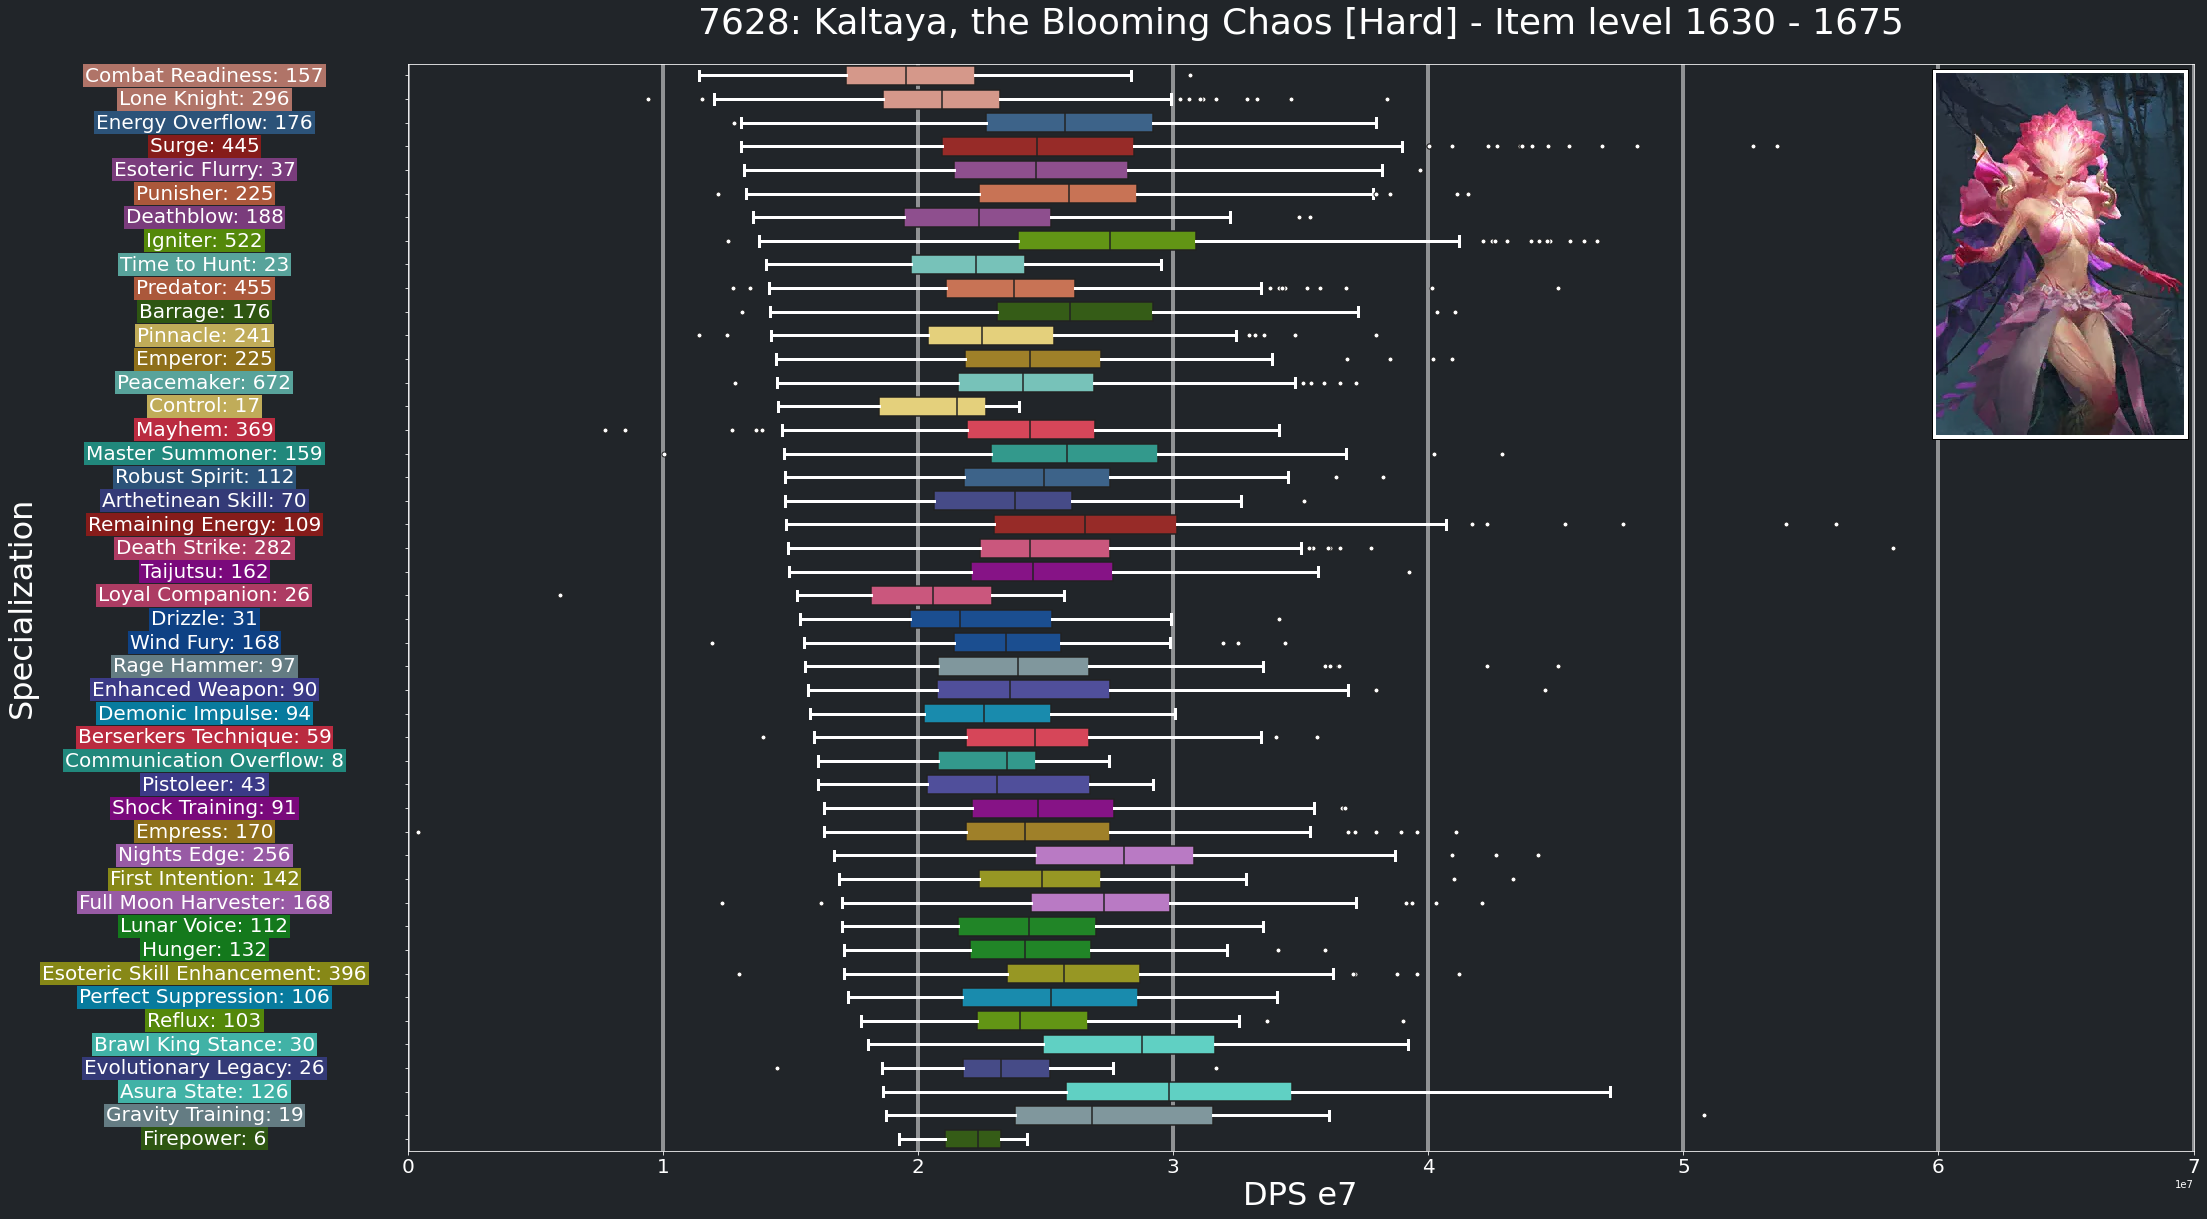 7628: Kaltaya, the Blooming Chaos [Hard] - Item level 1630 - 1675
Combat Readiness: 157
Lone Knight: 296
Energy Overflow: 176
Surge: 445
Esoteric Flurry: 37
Punisher: 225
Deathblow: 188
Igniter: 522
Time to Hunt: 23
Predator: 455
Barrage: 176
Pinnacle: 241
Emperor: 225
Peacemaker: 672
Control: 17
Mayhem: 369
Master Summoner: 159
Robust Spirit: 112
Arthetinean Skill: 70
Remaining Energy: 109
Death Strike: 282
Taijutsu: 162
Loyal Companion: 26
Drizzle: 31
Wind Fury: 168
Rage Hammer: 97
Enhanced Weapon: 90
Demonic Impulse: 94
Berserkers Technique: 59
Communication Overflow: 8
Pistoleer: 43
Shock Training: 91
Empress: 170
Nights Edge: 256
First Intention: 142
Full Moon Harvester: 168
Lunar Voice: 112
Hunger: 132
Esoteric Skill Enhancement: 396
Perfect Suppression: 106
Reflux: 103
Brawl King Stance: 30
Evolutionary Legacy: 26
Asura State: 126
Gravity Training: 19
Firepower: 6
Specialization
0 1 2 3 4 5 6 7
1e7
DPS e7